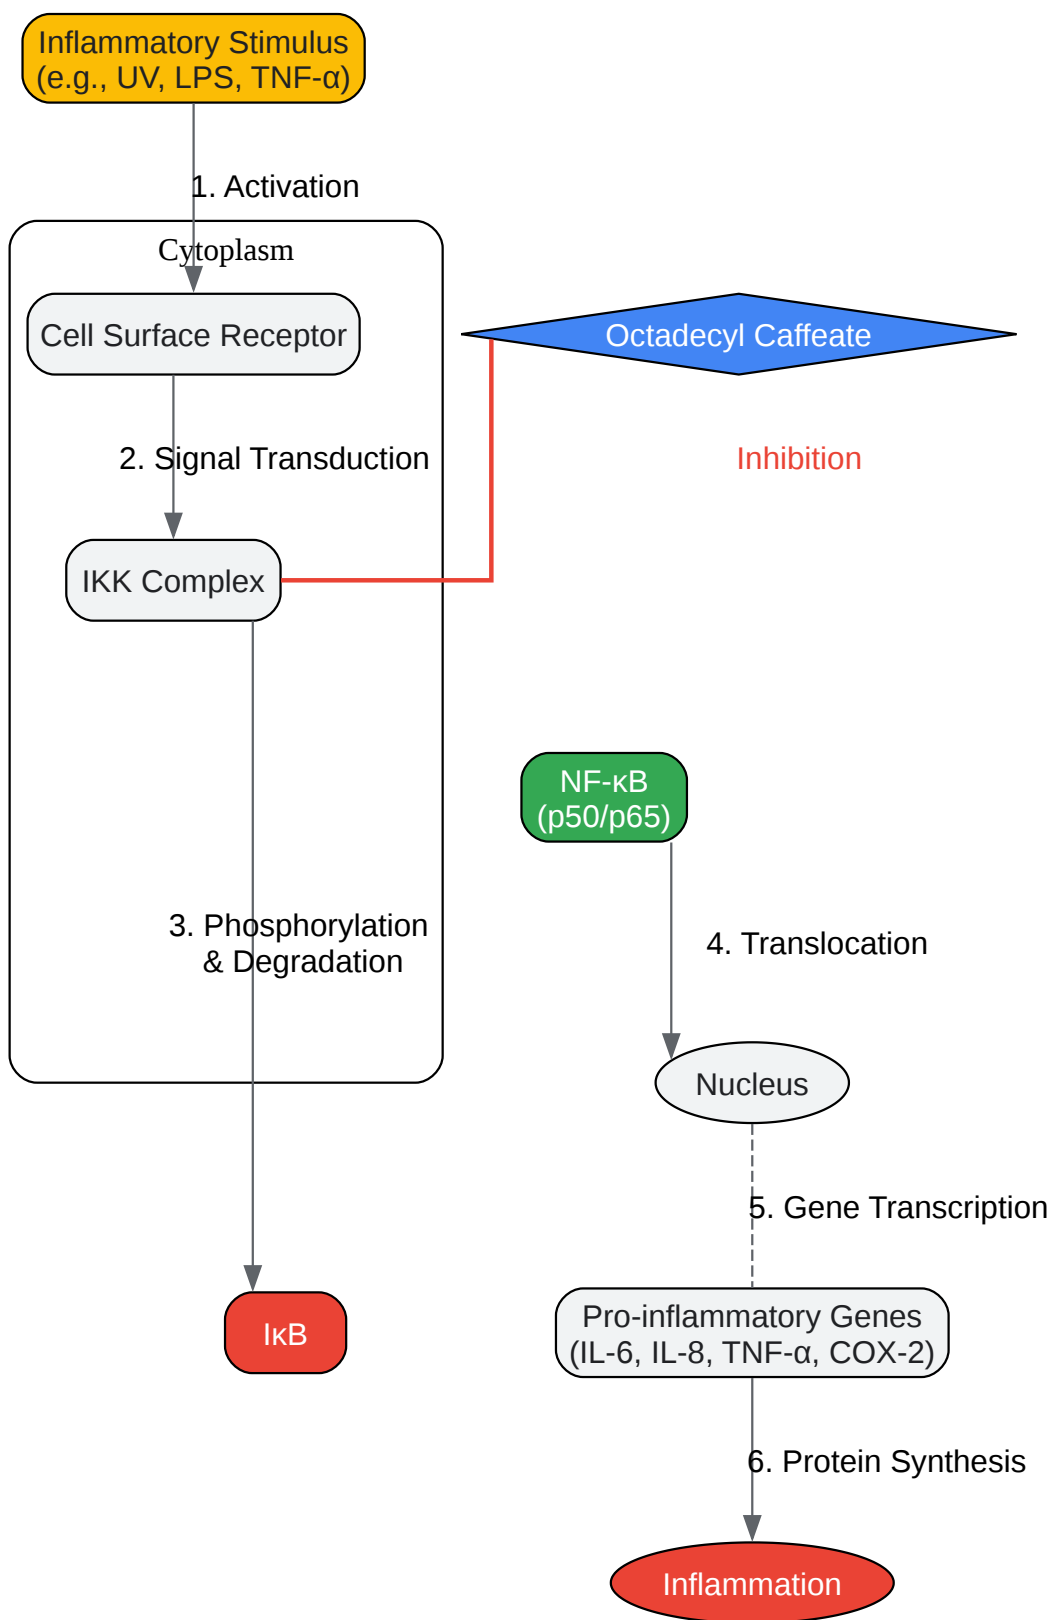 Inflammatory Stimulus
(e.g., UV, LPS, TNF-α)
1. Activation
Cytoplasm
Cell Surface Receptor
Octadecyl Caffeate
2. Signal Transduction
Inhibition
IKK Complex
NF-κB
(p50/p65)
3. Phosphorylation
& Degradation
4. Translocation
Nucleus
5. Gene Transcription
IκB
Pro-inflammatory Genes
(IL-6, IL-8, TNF-α, COX-2)
6. Protein Synthesis
Inflammation